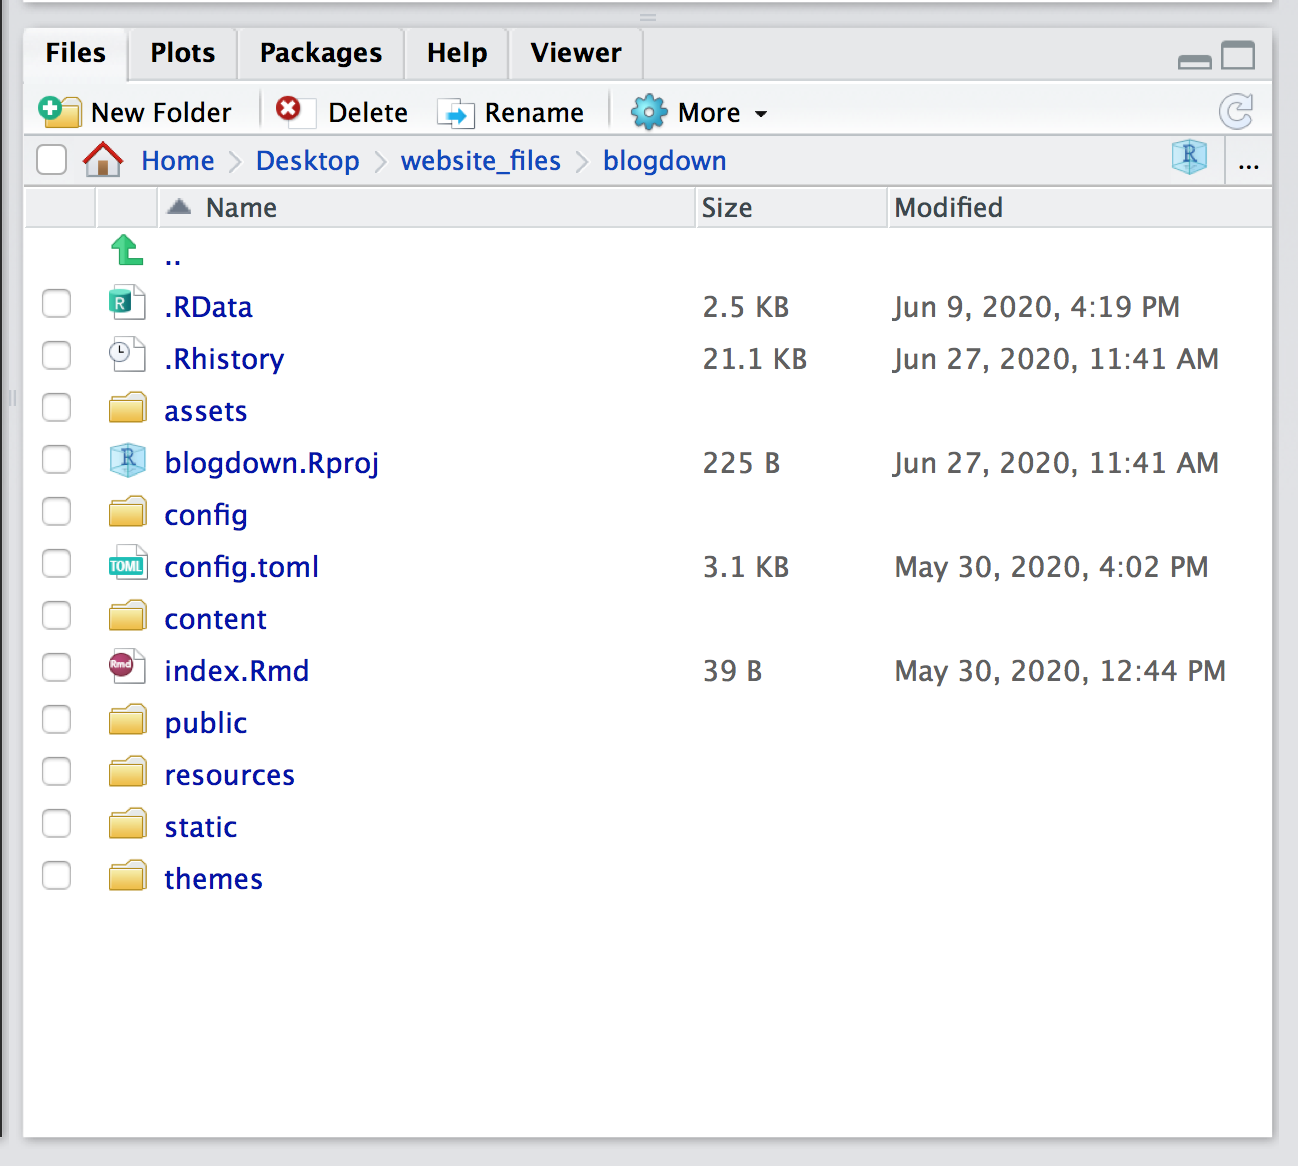 Files Plots Packages Help Viewer
New Folder Delete Rename More
Home Desktop website_files blogdown R ...
Name Size Modified
..
R .RData 2.5 KB Jun 9, 2020, 4:19 PM
.Rhistory 21.1 KB Jun 27, 2020, 11:41 AM
assets
R blogdown.Rproj 225 B Jun 27, 2020, 11:41 AM
config
TOML config.toml 3.1 KB May 30, 2020, 4:02 PM
content
Rmd index.Rmd 39 B May 30, 2020, 12:44 PM
public
resources
static
themes